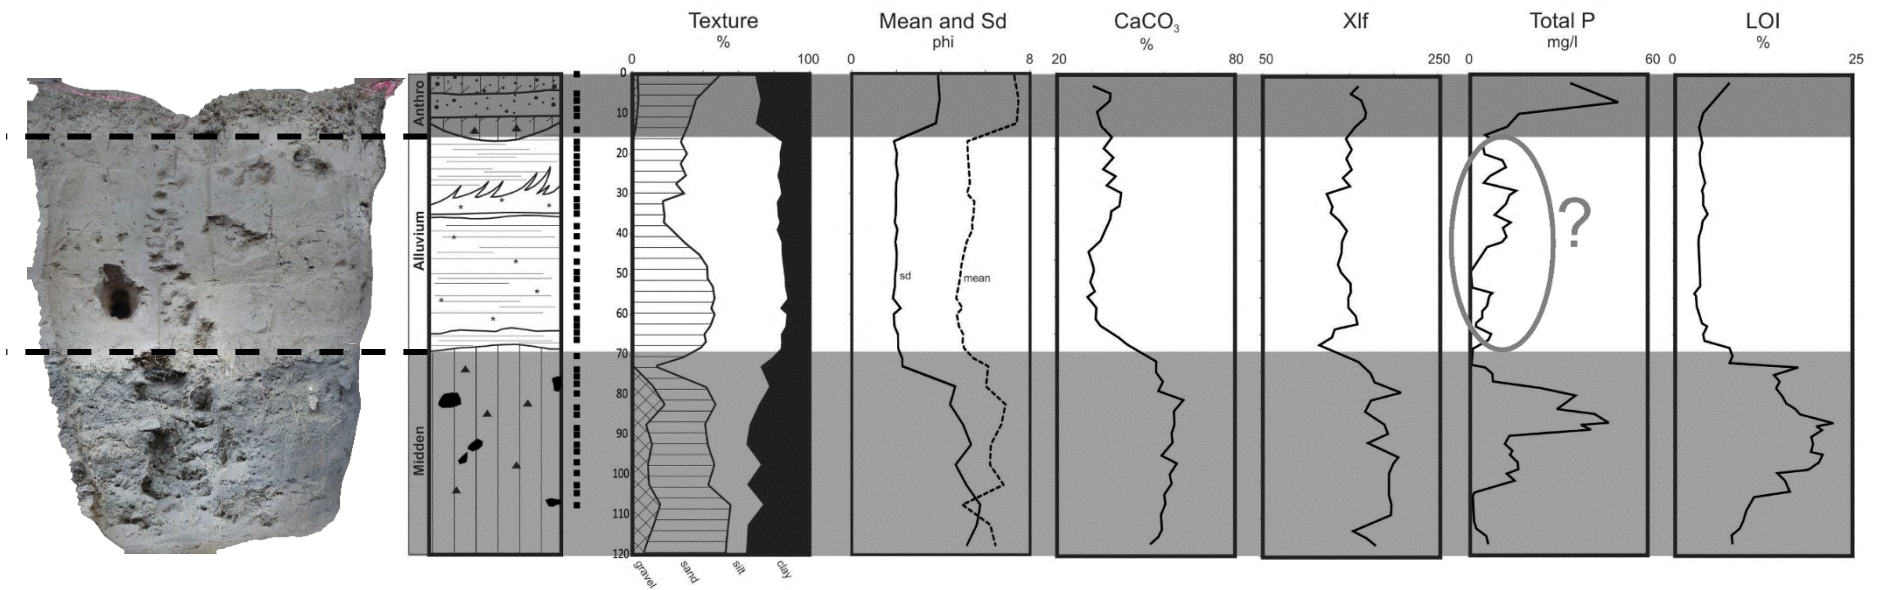 Texture
%
0 100
Mean and Sd
phi
0 8
CaCO₃
%
20 80
Xlf
50 250
Total P
mg/l
0 60
LOI
%
0 25
Anthro
Alluvium
Midden
0
10
20
30
40
50
60
70
80
90
100
110
120
sd
mean
?
gravel
sand
silt
clay